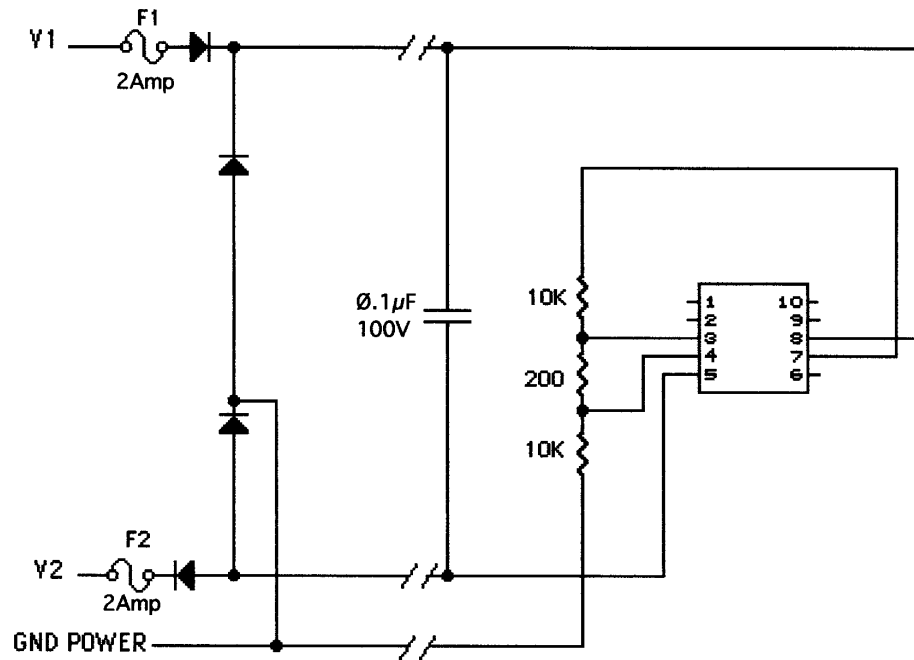 F1
V1
2Amp
Ø.1µF
100V
10K
200
10K
1 10
2 9
3 8
4 7
5 6
F2
V2
2Amp
GND POWER